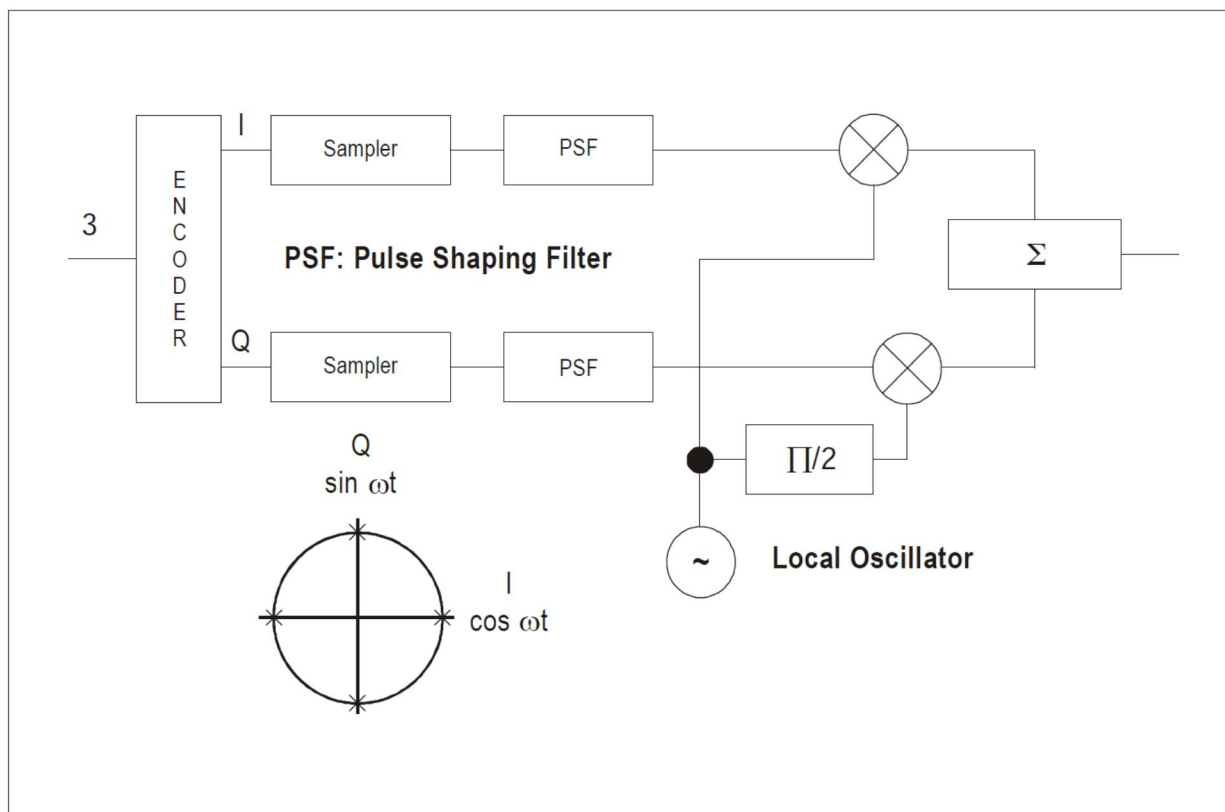 I
Sampler
PSF
3
E
N
C
O
D
E
R
PSF: Pulse Shaping Filter
Σ
Q
Sampler
PSF
Q
sin ωt
∏/2
~
Local Oscillator
I
cos ωt